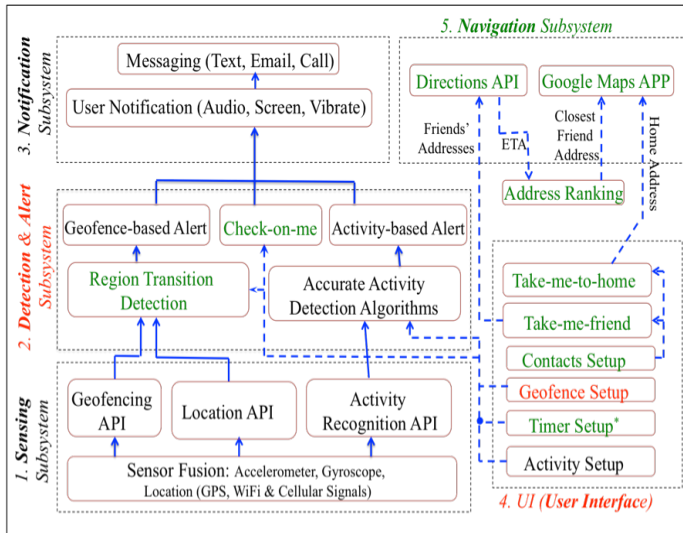 5. Navigation Subsystem
3. Notification
Subsystem
Messaging (Text, Email, Call)
User Notification (Audio, Screen, Vibrate)
Directions API
Google Maps APP
Friends'
Addresses
ETA
Closest
Friend
Address
Home Address
Address Ranking
2. Detection & Alert
Subsystem
Geofence-based Alert
Check-on-me
Activity-based Alert
Region Transition
Detection
Accurate Activity
Detection Algorithms
Take-me-to-home
Take-me-friend
Contacts Setup
Geofence Setup
Timer Setup*
Activity Setup
4. UI (User Interface)
1. Sensing
Subsystem
Geofencing
API
Location API
Activity
Recognition API
Sensor Fusion: Accelerometer, Gyroscope,
Location (GPS, WiFi & Cellular Signals)